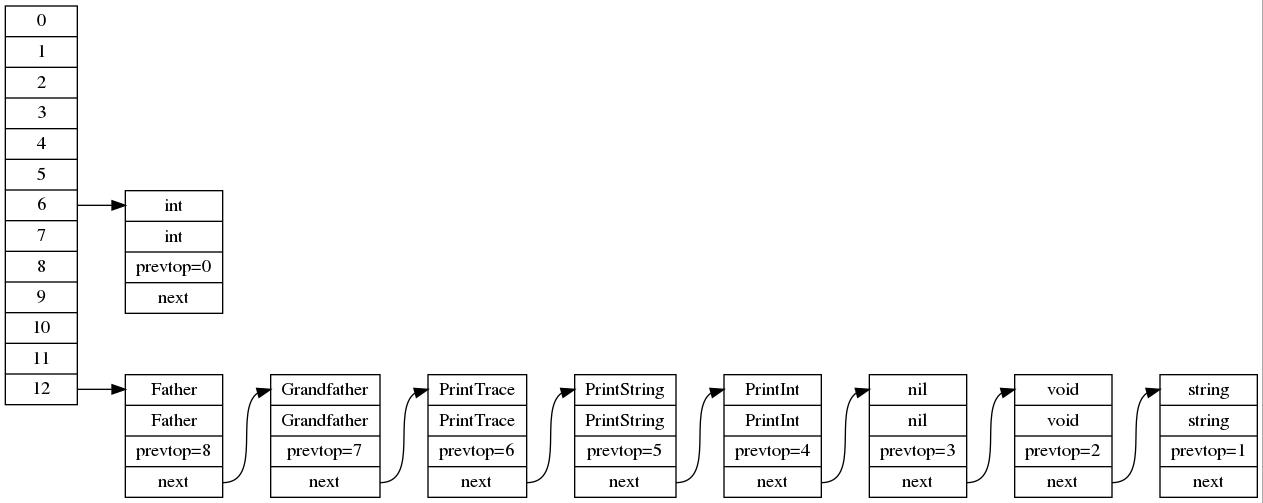 0
1
2
3
4
5
6
7
8
9
10
11
12
int
int
prevtop=0
next
Father
Father
prevtop=8
next
Grandfather
Grandfather
prevtop=7
next
PrintTrace
PrintTrace
prevtop=6
next
PrintString
PrintString
prevtop=5
next
PrintInt
PrintInt
prevtop=4
next
nil
nil
prevtop=3
next
void
void
prevtop=2
next
string
string
prevtop=1
next